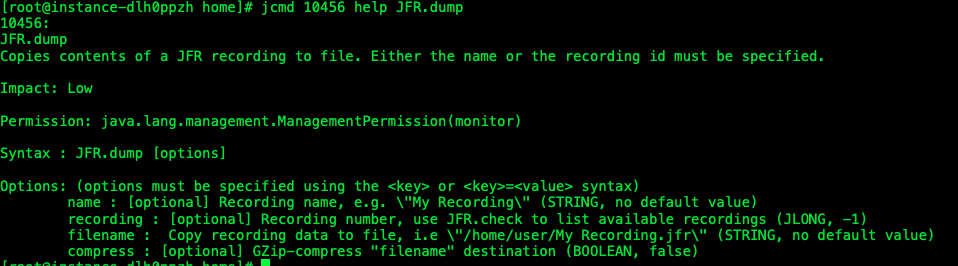 [root@instance-dlh0ppzh home]# jcmd 10456 help JFR.dump
10456:
JFR.dump
Copies contents of a JFR recording to file. Either the name or the recording id must be specified.
Impact: Low
Permission: java.lang.management.ManagementPermission(monitor)
Syntax : JFR.dump [options]
Options: (options must be specified using the <key> or <key>=<value> syntax)
name : [optional] Recording name, e.g. \"My Recording\" (STRING, no default value)
recording : [optional] Recording number, use JFR.check to list available recordings (JLONG, -1)
filename :  Copy recording data to file, i.e \"/home/user/My Recording.jfr\" (STRING, no default value)
compress : [optional] GZip-compress "filename" destination (BOOLEAN, false)
[root@instance-dlh0ppzh home]#